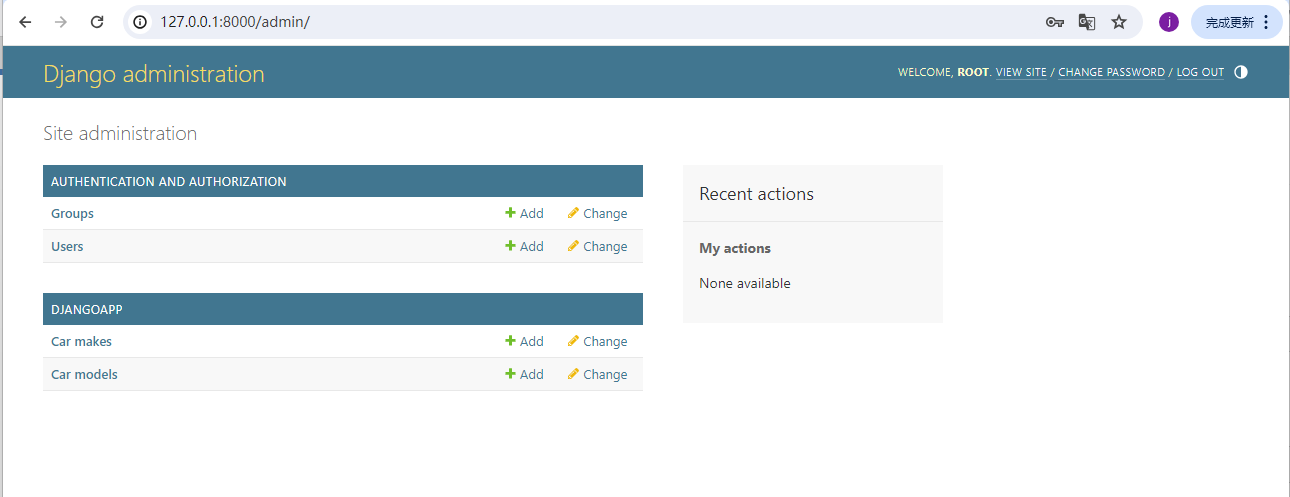 127.0.0.1:8000/admin/
j
完成更新
Django administration
WELCOME, ROOT. VIEW SITE / CHANGE PASSWORD / LOG OUT
Site administration
AUTHENTICATION AND AUTHORIZATION
Groups Add Change
Users Add Change
DJANGOAPP
Car makes Add Change
Car models Add Change
Recent actions
My actions
None available